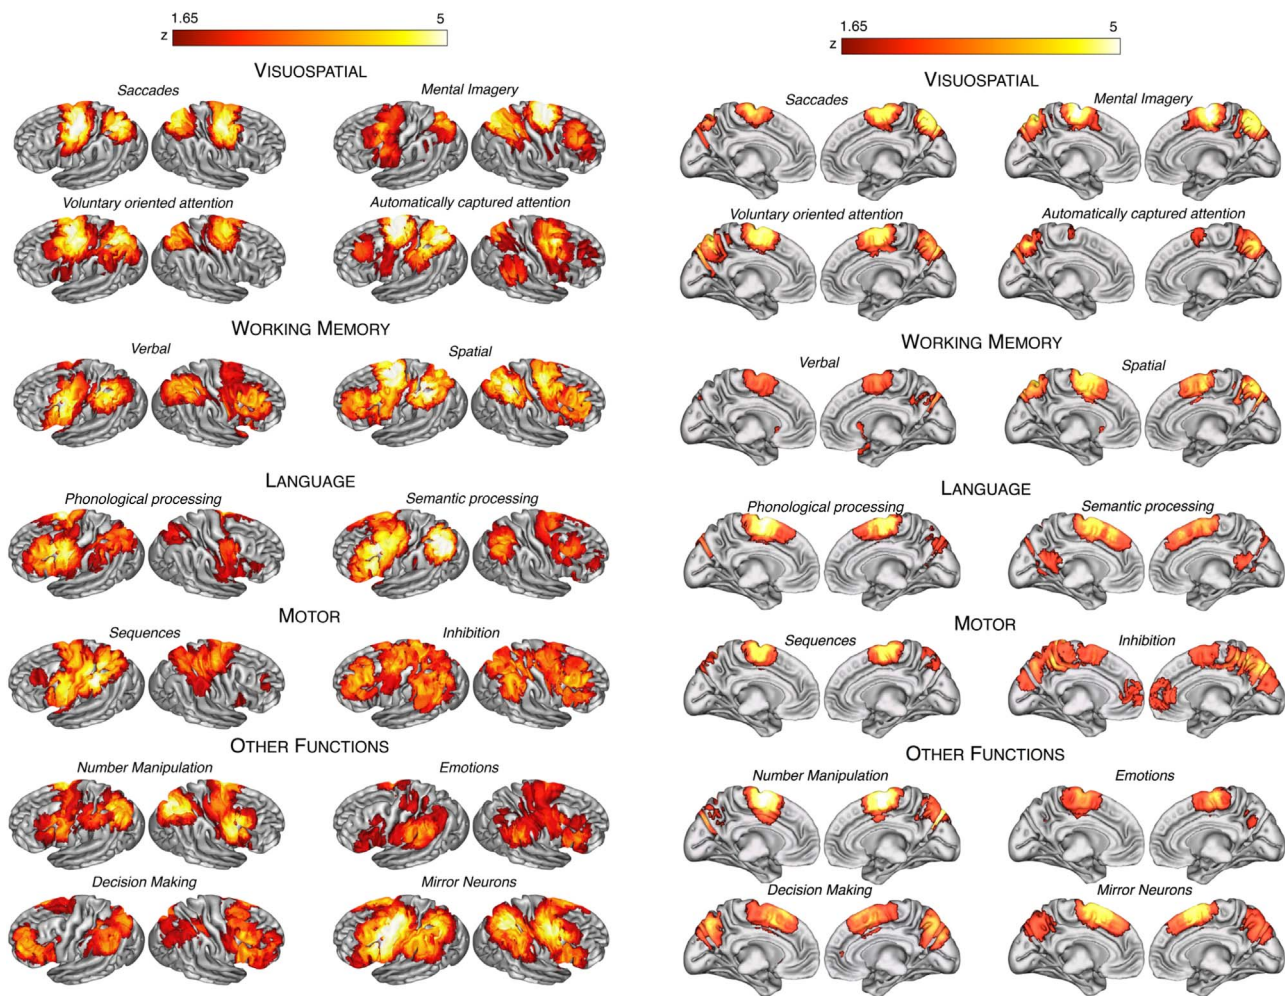 1.65 5
z
VISUOSPATIAL
Saccades Mental Imagery
Voluntary oriented attention Automatically captured attention
WORKING MEMORY
Verbal Spatial
LANGUAGE
Phonological processing Semantic processing
MOTOR
Sequences Inhibition
OTHER FUNCTIONS
Number Manipulation Emotions
Decision Making Mirror Neurons
1.65 5
z
VISUOSPATIAL
Saccades Mental Imagery
Voluntary oriented attention Automatically captured attention
WORKING MEMORY
Verbal Spatial
LANGUAGE
Phonological processing Semantic processing
MOTOR
Sequences Inhibition
OTHER FUNCTIONS
Number Manipulation Emotions
Decision Making Mirror Neurons